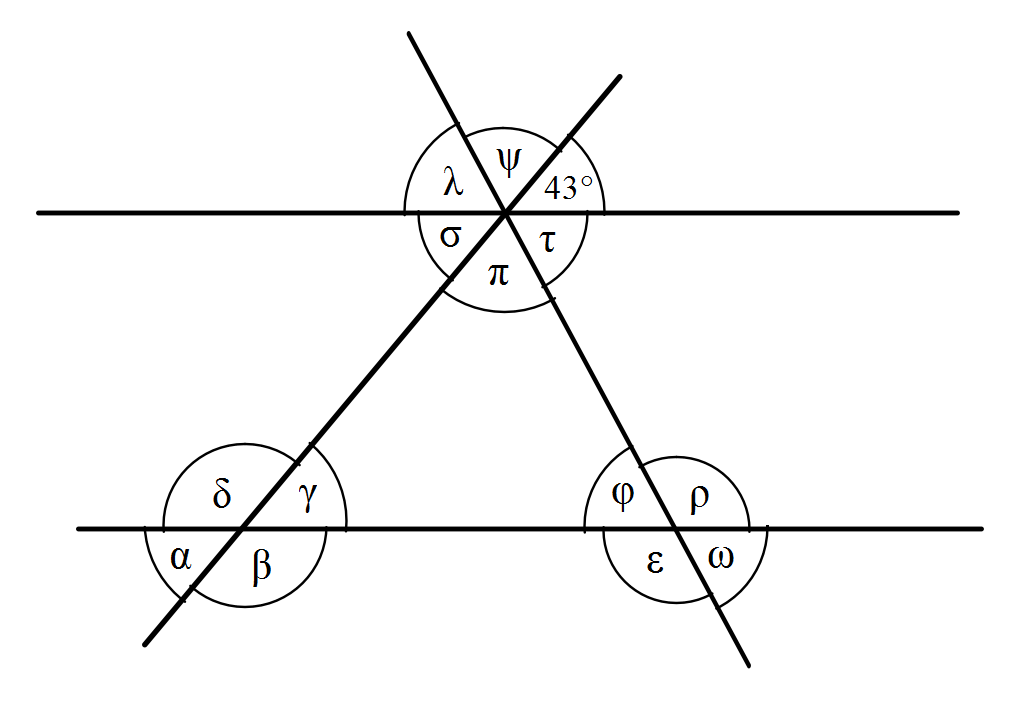 ψ
λ 43°
σ τ
π
δ γ φ ρ
α β ε ω